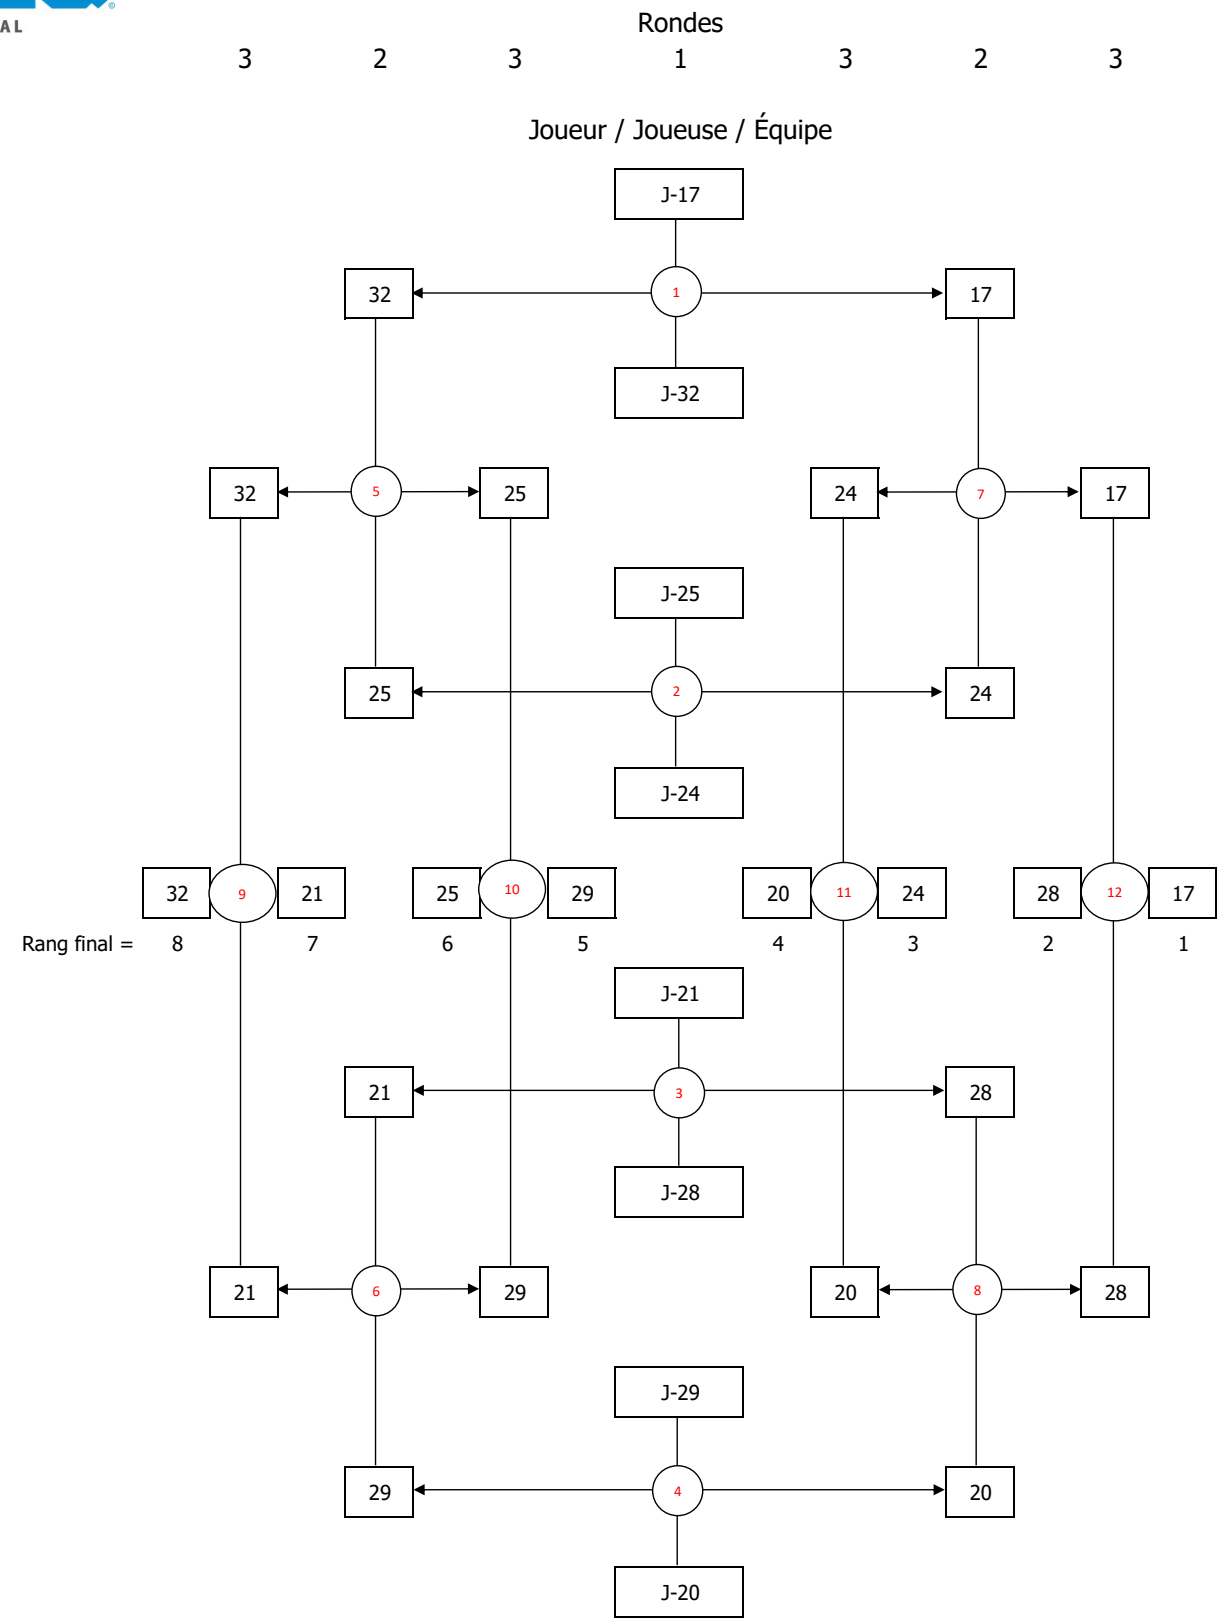 AL
Rondes
3 2 3 1 3 2 3
Joueur / Joueuse / Équipe
J-17
32 1 17
J-32
32 5 25 24 7 17
J-25
25 2 24
J-24
32 9 21 25 10 29 20 11 24 28 12 17
Rang final = 8 7 6 5 4 3 2 1
J-21
21 3 28
J-28
21 6 29 20 8 28
J-29
29 4 20
J-20